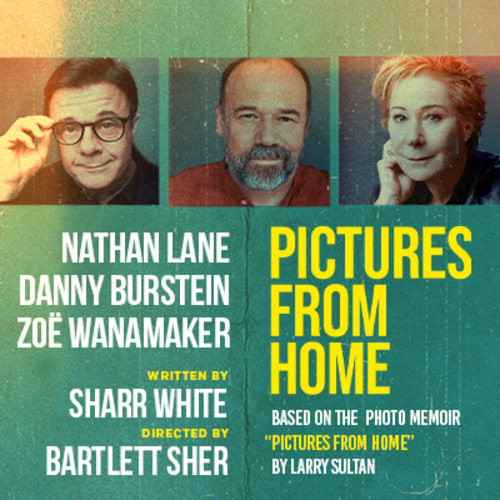 NATHAN LANE
DANNY BURSTEIN
ZOË WANAMAKER
WRITTEN BY
SHARR WHITE
DIRECTED BY
BARTLETT SHER
PICTURES
FROM
HOME
BASED ON THE PHOTO MEMOIR
“PICTURES FROM HOME”
BY LARRY SULTAN